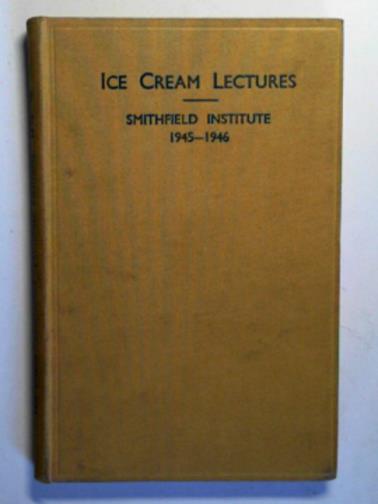 ICE CREAM LECTURES
SMITHFIELD INSTITUTE
1945–1946